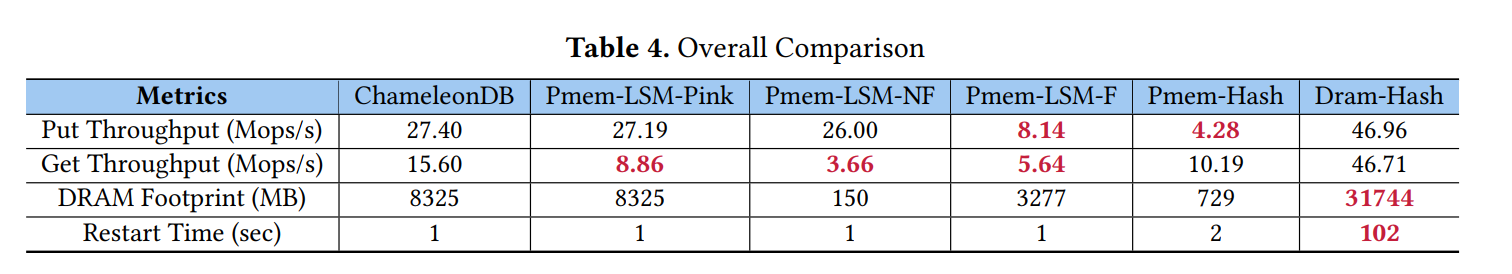 Table 4. Overall Comparison
Metrics ChameleonDB Pmem-LSM-Pink Pmem-LSM-NF Pmem-LSM-F Pmem-Hash Dram-Hash
Put Throughput (Mops/s) 27.40 27.19 26.00 8.14 4.28 46.96
Get Throughput (Mops/s) 15.60 8.86 3.66 5.64 10.19 46.71
DRAM Footprint (MB) 8325 8325 150 3277 729 31744
Restart Time (sec) 1 1 1 1 2 102